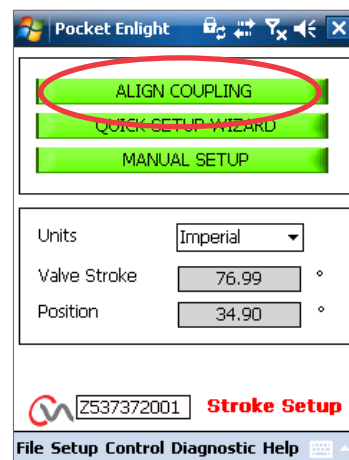 Pocket Enlight
ALIGN COUPLING
QUICK SETUP WIZARD
MANUAL SETUP
Units Imperial
Valve Stroke 76.99 °
Position 34.90 °
Z537372001 Stroke Setup
File Setup Control Diagnostic Help